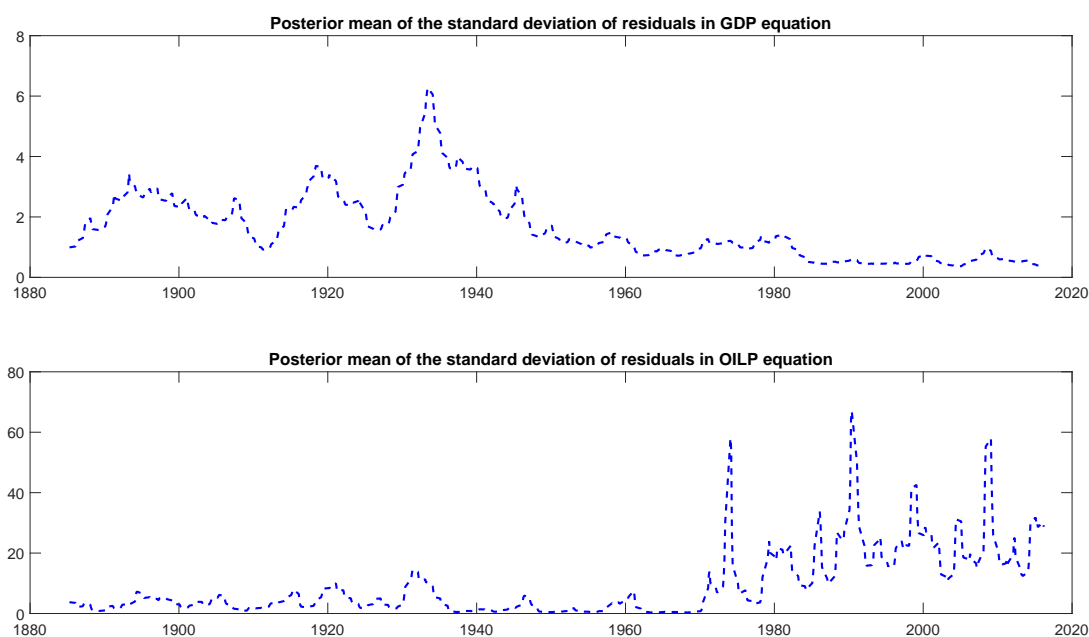 Posterior mean of the standard deviation of residuals in GDP equation
8
6
4
2
0
1880 1900 1920 1940 1960 1980 2000 2020
Posterior mean of the standard deviation of residuals in OILP equation
80
60
40
20
0
1880 1900 1920 1940 1960 1980 2000 2020